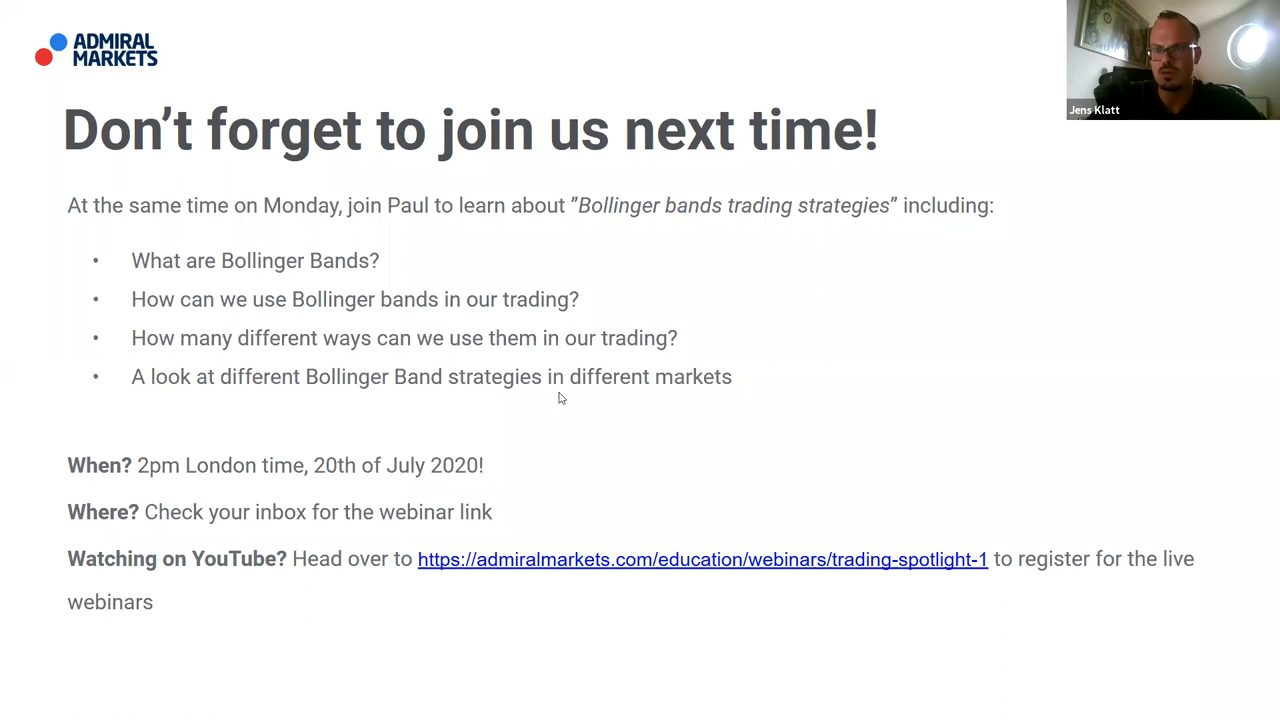 ADMIRAL
MARKETS
Jens Klatt
Don’t forget to join us next time!
At the same time on Monday, join Paul to learn about ”Bollinger bands trading strategies” including:
• What are Bollinger Bands?
• How can we use Bollinger bands in our trading?
• How many different ways can we use them in our trading?
• A look at different Bollinger Band strategies in different markets
When? 2pm London time, 20th of July 2020!
Where? Check your inbox for the webinar link
Watching on YouTube? Head over to https://admiralmarkets.com/education/webinars/trading-spotlight-1 to register for the live
webinars